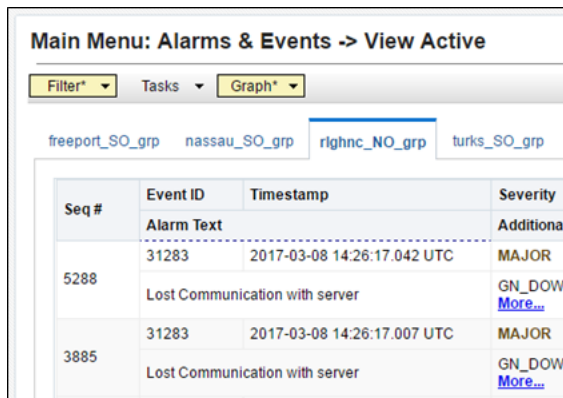 Main Menu: Alarms & Events -> View Active
Filter* Tasks Graph*
freeport_SO_grp nassau_SO_grp rlghnc_NO_grp turks_SO_grp
Seq # Event ID Timestamp Severity
Alarm Text Additiona
5288 31283 2017-03-08 14:26:17.042 UTC MAJOR
Lost Communication with server GN_DOW
More...
3885 31283 2017-03-08 14:26:17.007 UTC MAJOR
Lost Communication with server GN_DOW
More...